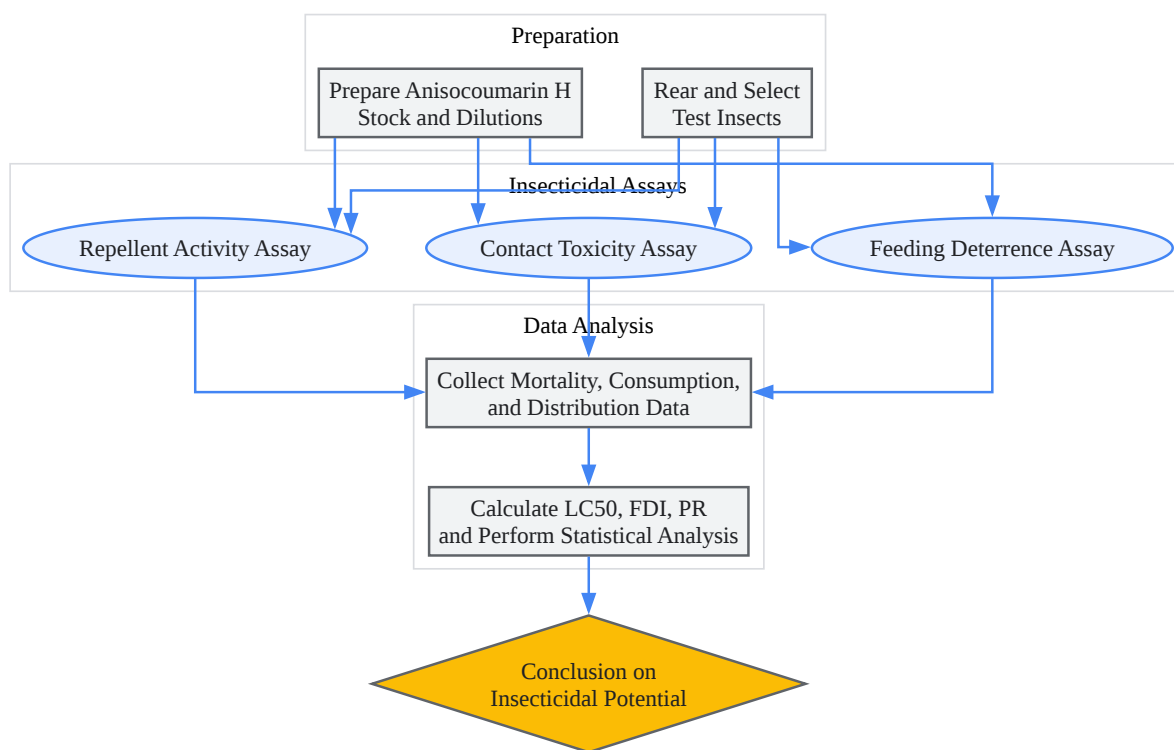 Preparation
Prepare Anisocoumarin H
Stock and Dilutions
Rear and Select
Test Insects
Insecticidal Assays
Repellent Activity Assay
Contact Toxicity Assay
Feeding Deterrence Assay
Data Analysis
Collect Mortality, Consumption,
and Distribution Data
Calculate LC50, FDI, PR
and Perform Statistical Analysis
Conclusion on
Insecticidal Potential